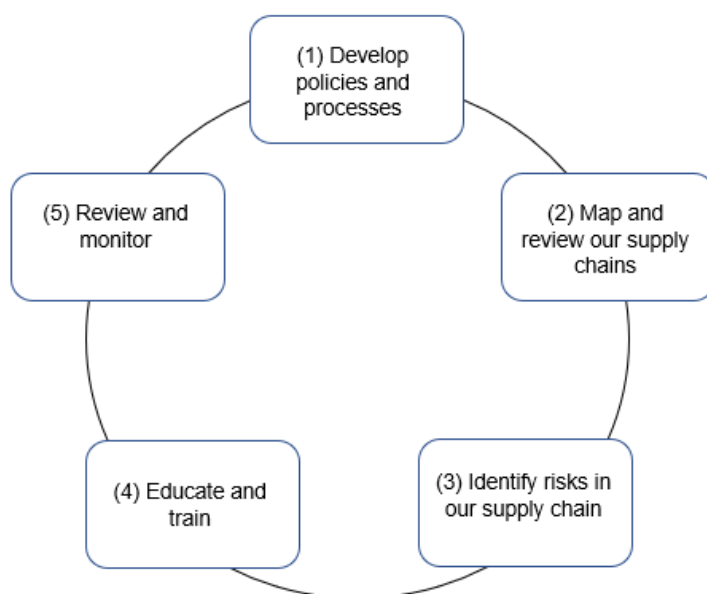 (1) Develop
policies and
processes
(2) Map and
review our supply
chains
(3) Identify risks in
our supply chain
(4) Educate and
train
(5) Review and
monitor